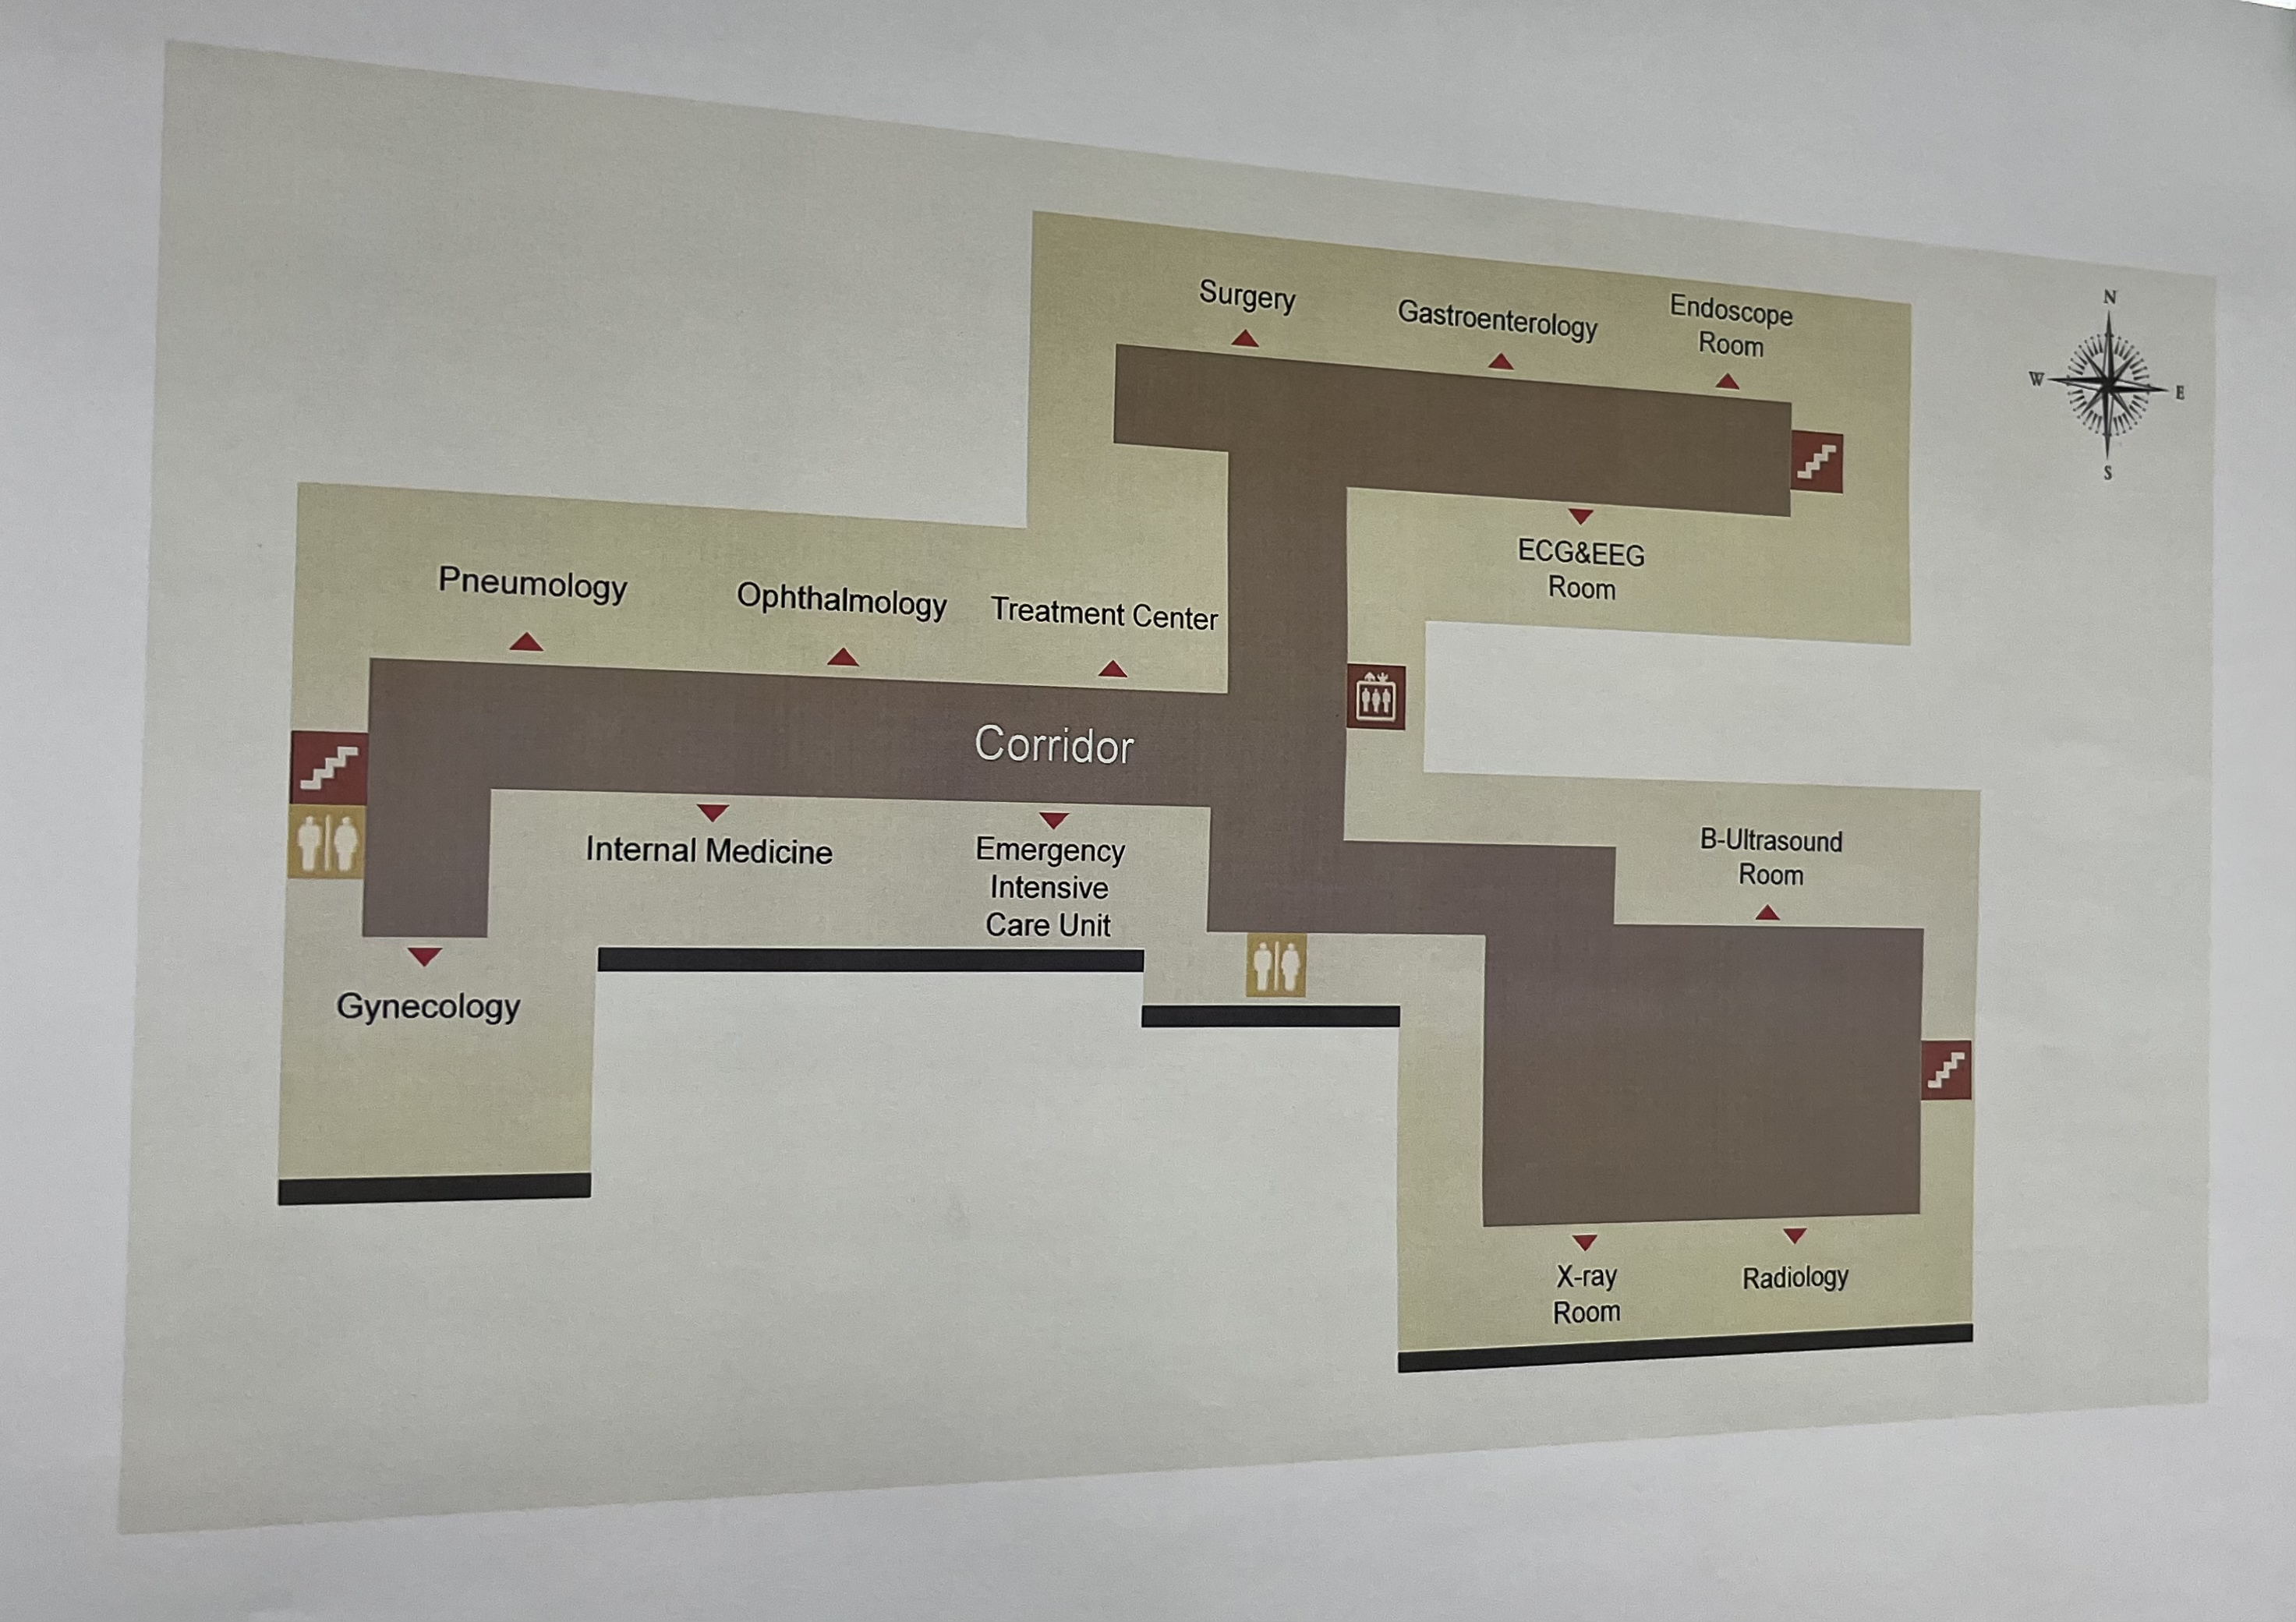 Surgery
Gastroenterology
Endoscope
Room
N
W
E
S
ECG&EEG
Room
Pneumology
Ophthalmology
Treatment Center
Corridor
Internal Medicine
Emergency
Intensive
Care Unit
B-Ultrasound
Room
Gynecology
X-ray
Room
Radiology